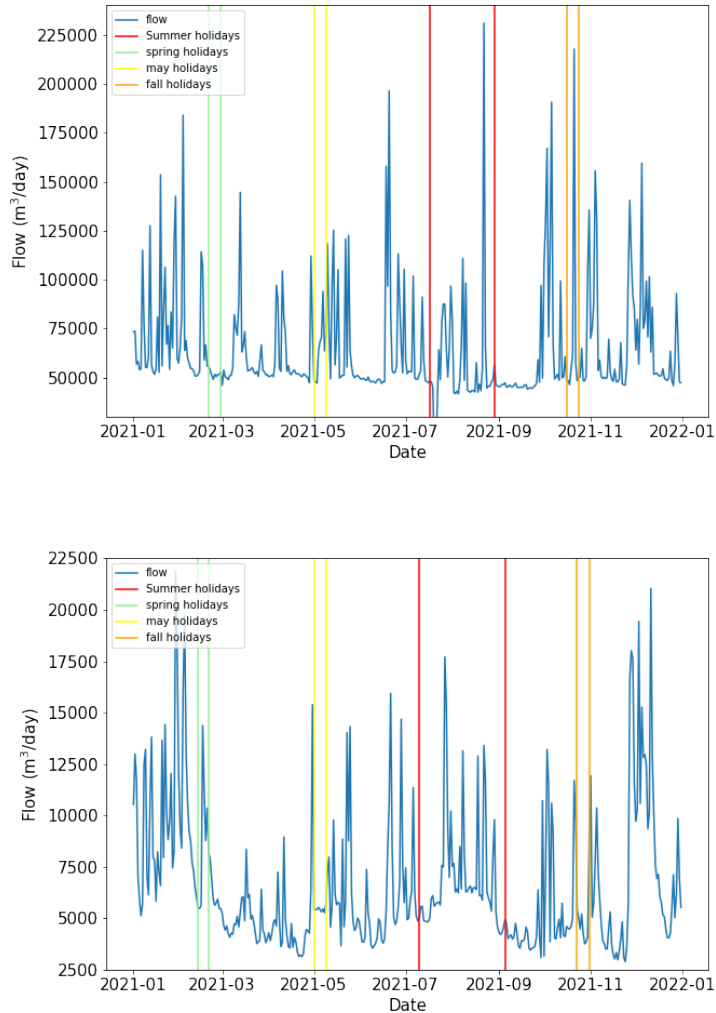 flow
Summer holidays
spring holidays
may holidays
fall holidays
225000
200000
175000
150000
125000
100000
75000
50000
Flow (m³/day)
2021-01 2021-03 2021-05 2021-07 2021-09 2021-11 2022-01
Date
flow
Summer holidays
spring holidays
may holidays
fall holidays
22500
20000
17500
15000
12500
10000
7500
5000
2500
Flow (m³/day)
2021-01 2021-03 2021-05 2021-07 2021-09 2021-11 2022-01
Date